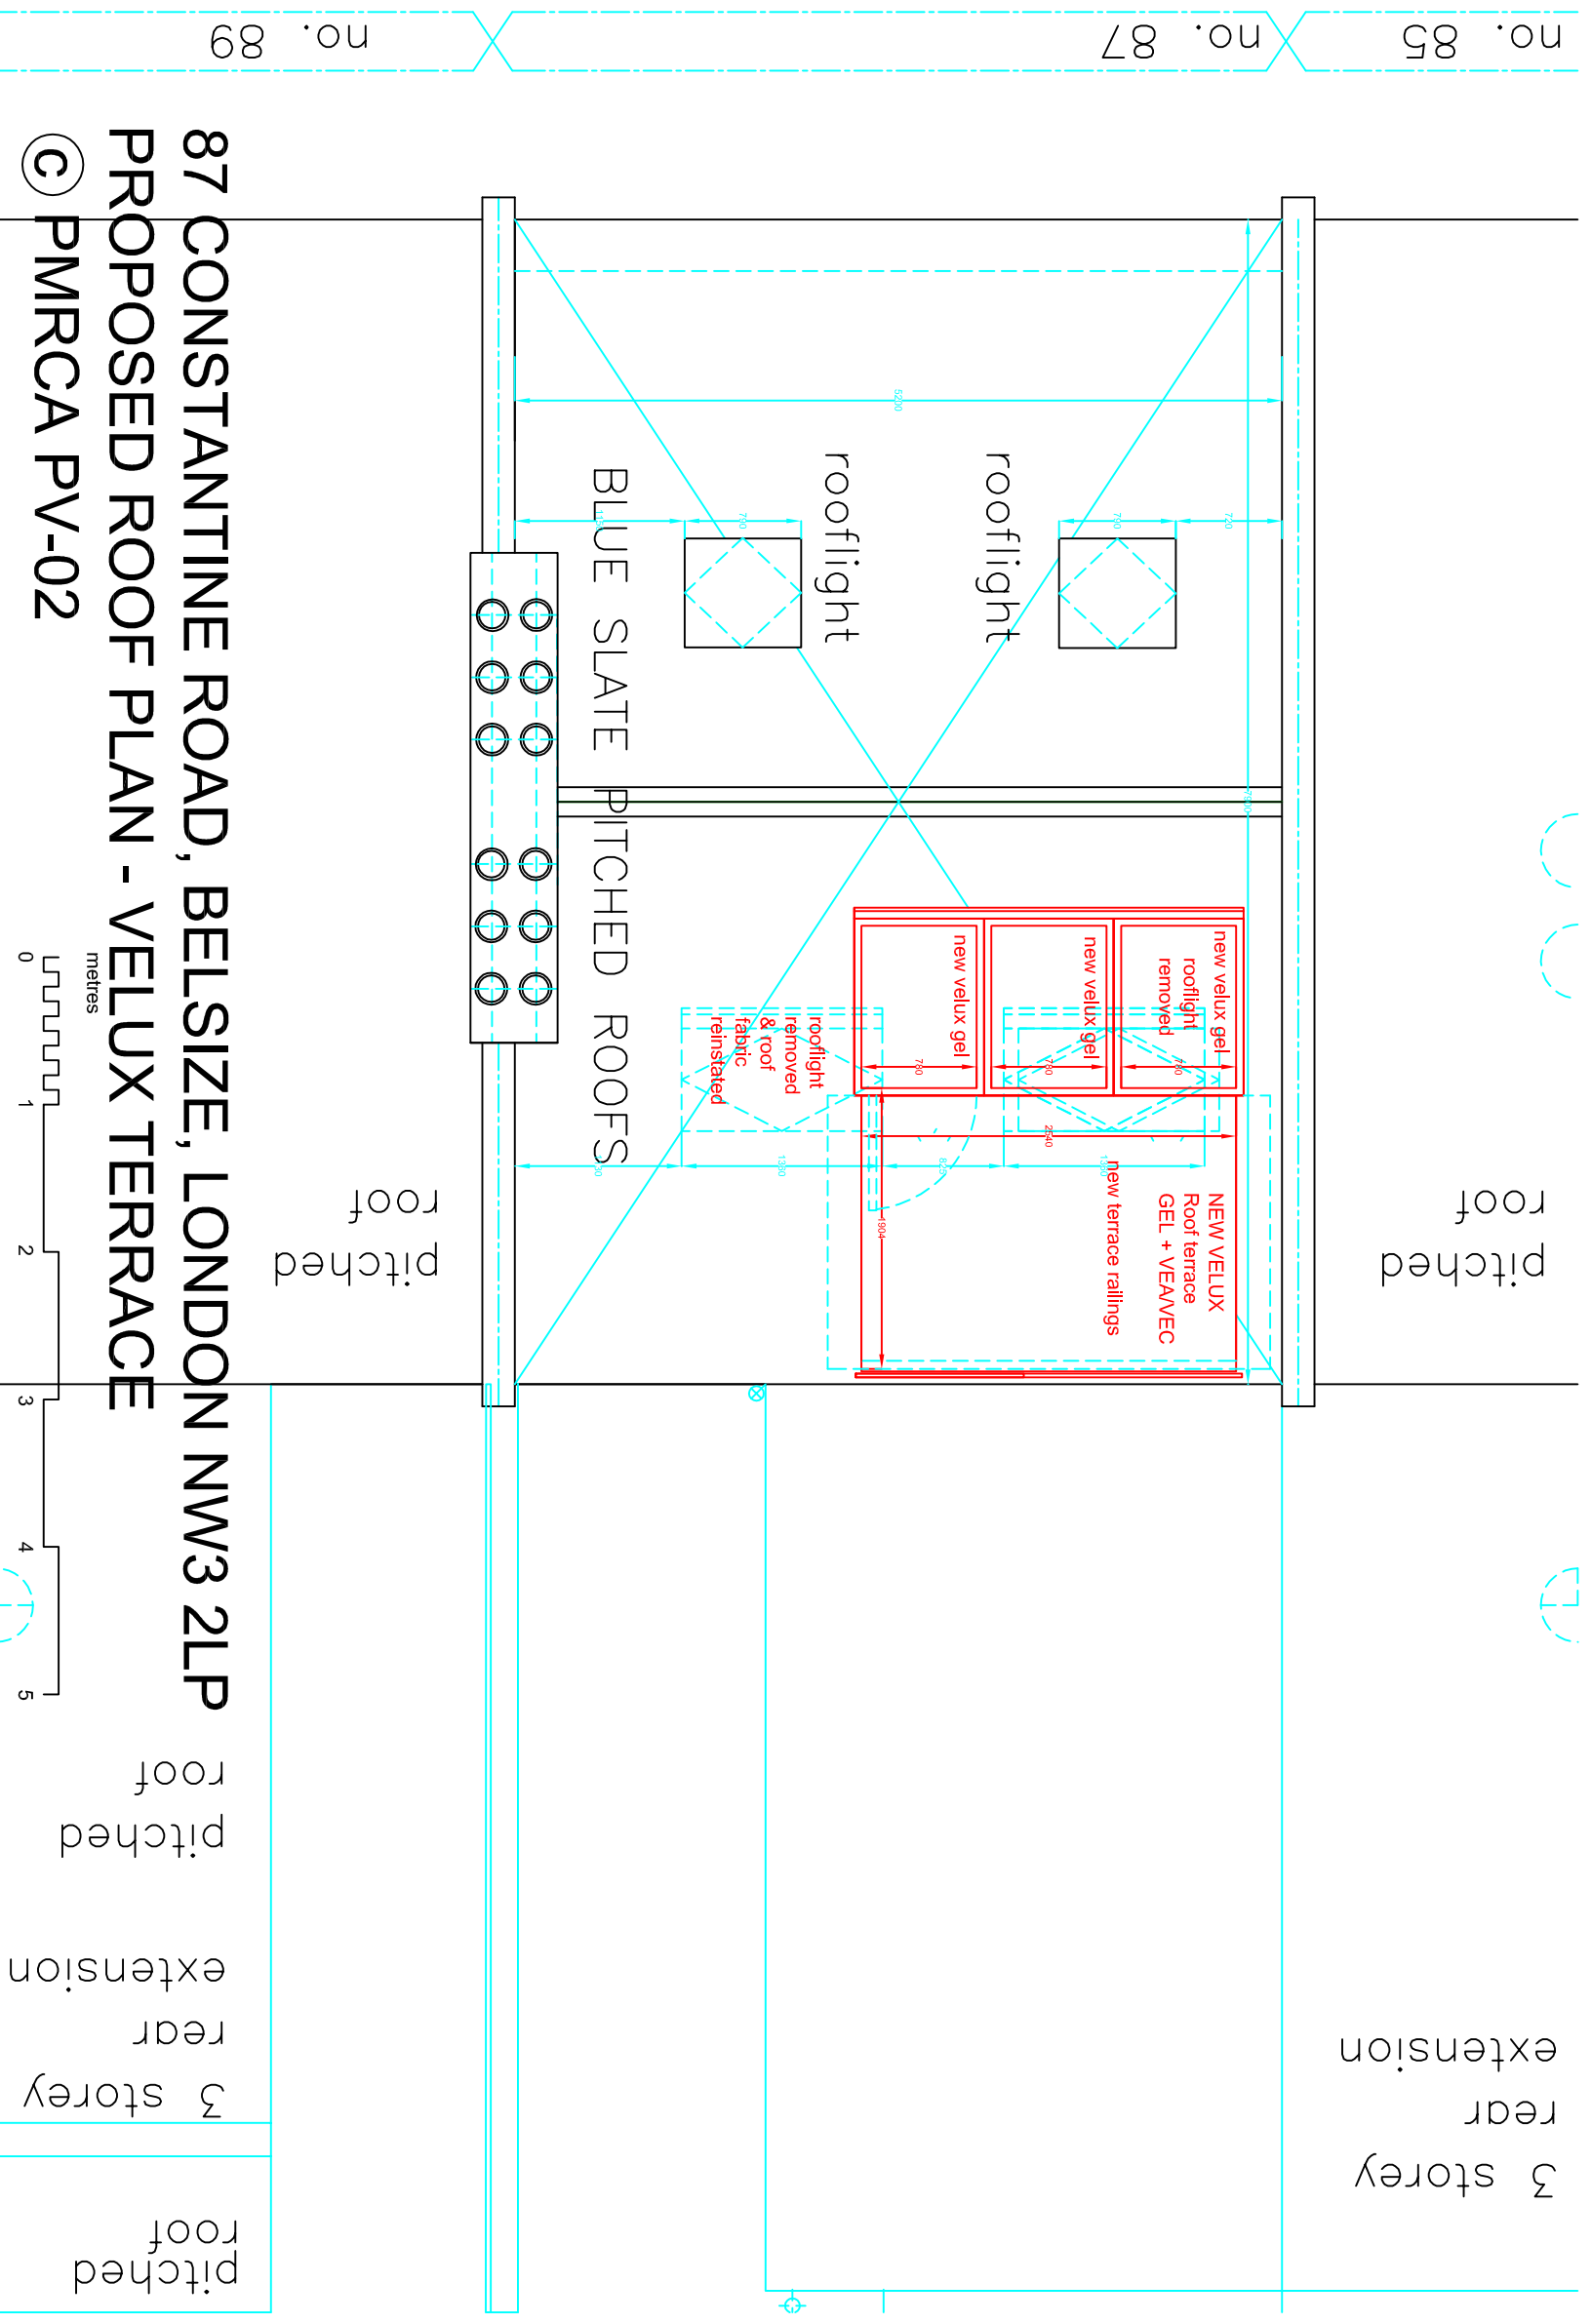 no. 89
no. 87
no. 85
87 CONSTANTINE ROAD, BELSIZE, LONDON NW3 2LP
PROPOSED ROOF PLAN - VELUX TERRACE
© PMRCA PV-02
metres
0 1 2 3 4 5
5200
790
720
rooflight
rooflight
BLUE SLATE PITCHED ROOFS
new velux gel
rooflight
removed
new velux gel
new velux gel
780
780
780
rooflight
removed
& roof
fabric
reinstated
2540
1904
825
NEW VELUX
Roof terrace
GEL + VEA/VEC
new terrace railings
pitched
roof
pitched
roof
3 storey
rear
extension
pitched
roof
3 storey
rear
extension
pitched
roof